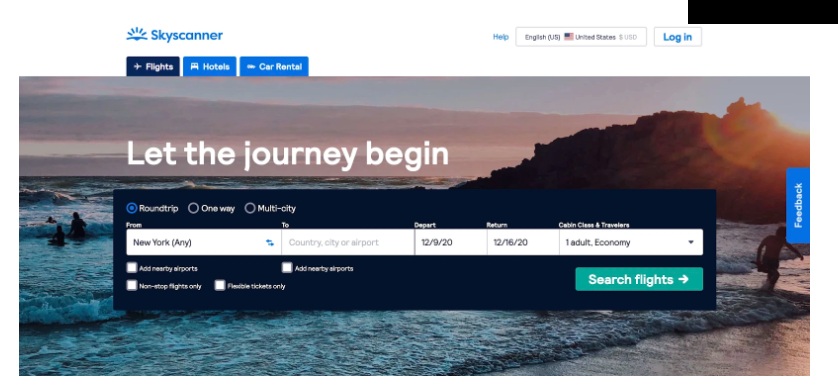 Skyscanner
Help English (US) United States $ USD Log in
Flights Hotels Car Rental
Let the journey begin
Feedback
Roundtrip One way Multi-city
From To Depart Return Cabin Class & Travelers
New York (Any) Country, city or airport 12/9/20 12/16/20 1 adult, Economy
Add nearby airports Add nearby airports
Non-stop flights only Flexible tickets only
Search flights →